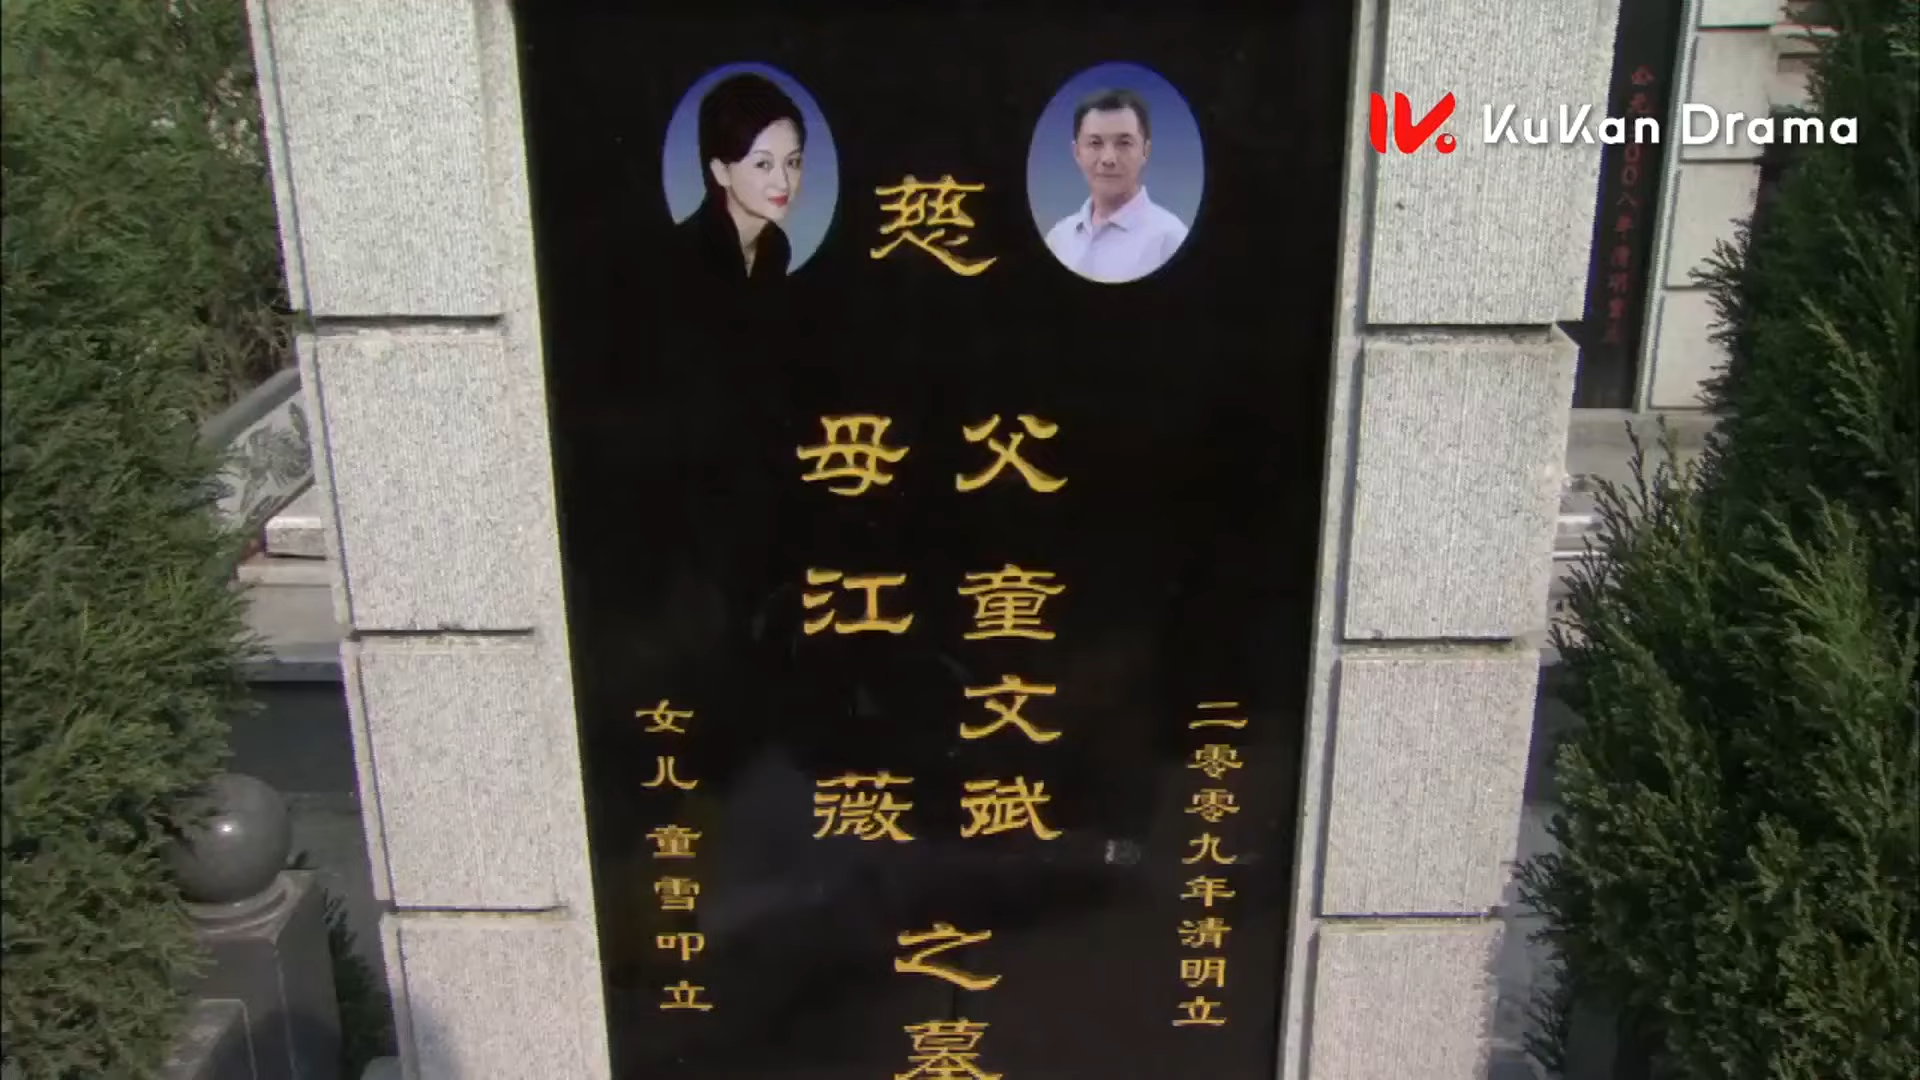 KuKan Drama
慈
父童文斌
母江薇
之墓
二零零九年清明立
女儿童雪叩立